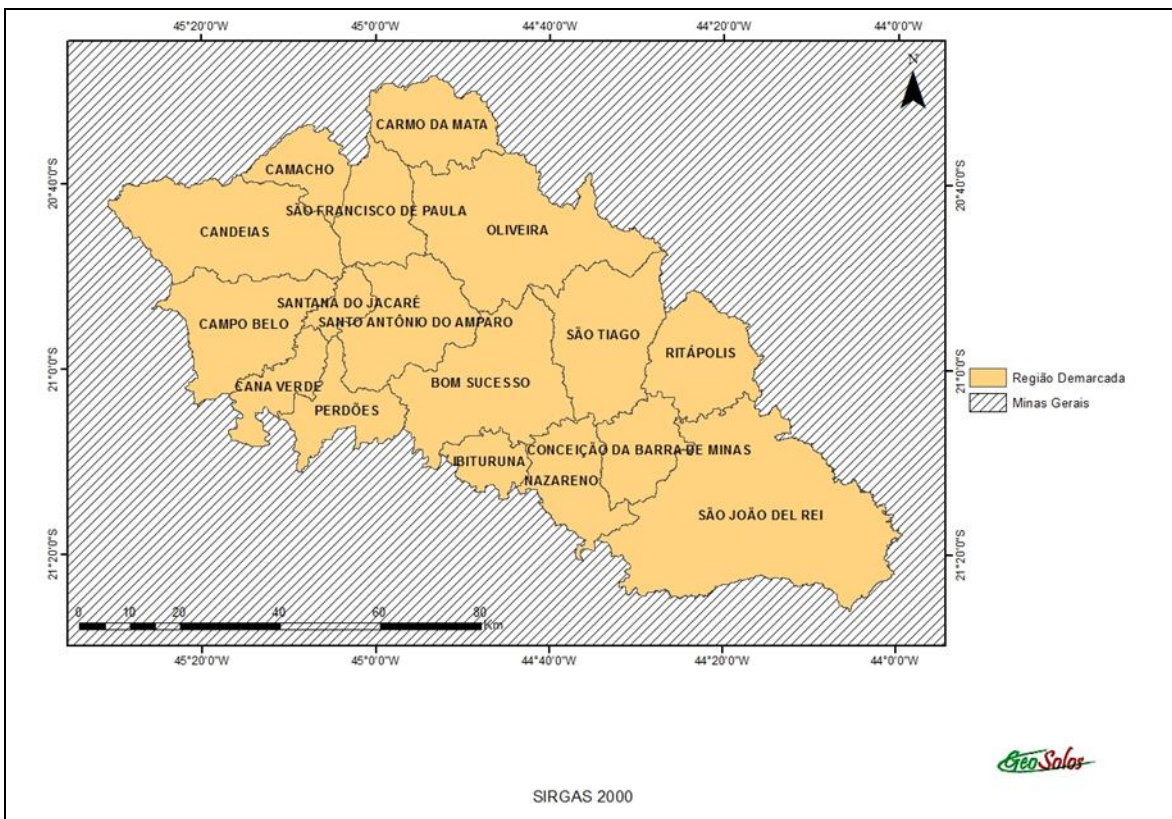 45°20'0"W 45°0'0"W 44°40'0"W 44°20'0"W 44°0'0"W
N
CARMO DA MATA
CAMACHO
20°40'0"S 20°40'0"S
SÃO FRANCISCO DE PAULA
CANDEIAS
OLIVEIRA
SANTANA DO JACARÉ
CAMPO BELO
SANTO ANTÔNIO DO AMPARO
SÃO TIAGO
RITÁPOLIS
21°0'0"S 21°0'0"S
Região Demarcada
CANA VERDE
BOM SUCESSO
Minas Gerais
PERDÕES
CONCEIÇÃO DA BARRA DE MINAS
IBITURUNA
NAZARENO
SÃO JOÃO DEL REI
21°20'0"S 21°20'0"S
0 10 20 40 60 80
Km
45°20'0"W 45°0'0"W 44°40'0"W 44°20'0"W 44°0'0"W
GeoSolos
SIRGAS 2000